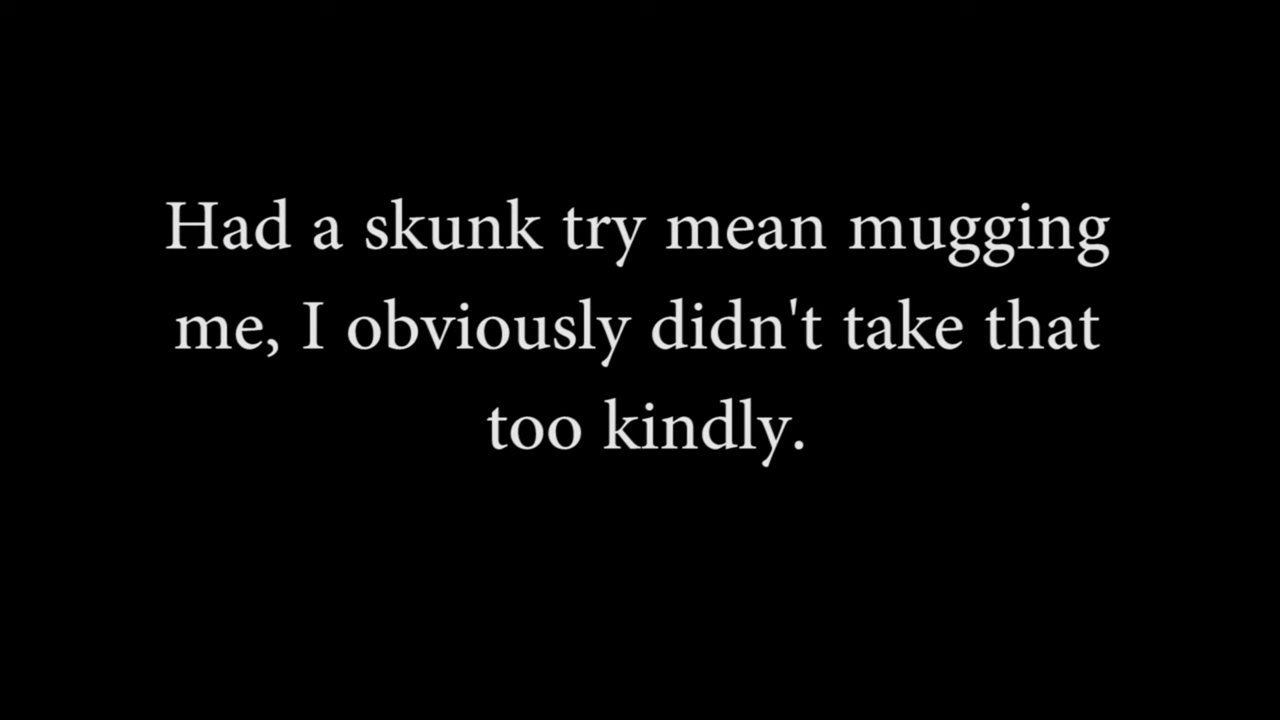 Had a skunk try mean mugging
me, I obviously didn't take that
too kindly.